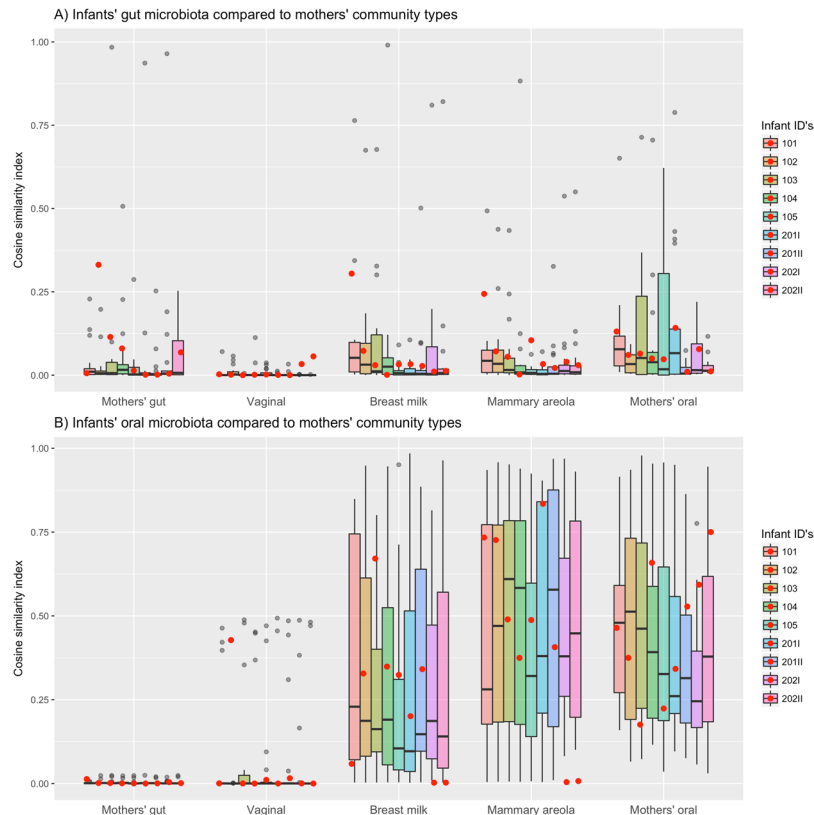 A) Infants' gut microbiota compared to mothers' community types
Cosine similarity index
1.00
0.75
0.50
0.25
0.00
Mothers' gut Vaginal Breast milk Mammary areola Mothers' oral
Infant ID's
101
102
103
104
105
201I
201II
202I
202II
B) Infants' oral microbiota compared to mothers' community types
Cosine similarity index
1.00
0.75
0.50
0.25
0.00
Mothers' gut Vaginal Breast milk Mammary areola Mothers' oral
Infant ID's
101
102
103
104
105
201I
201II
202I
202II